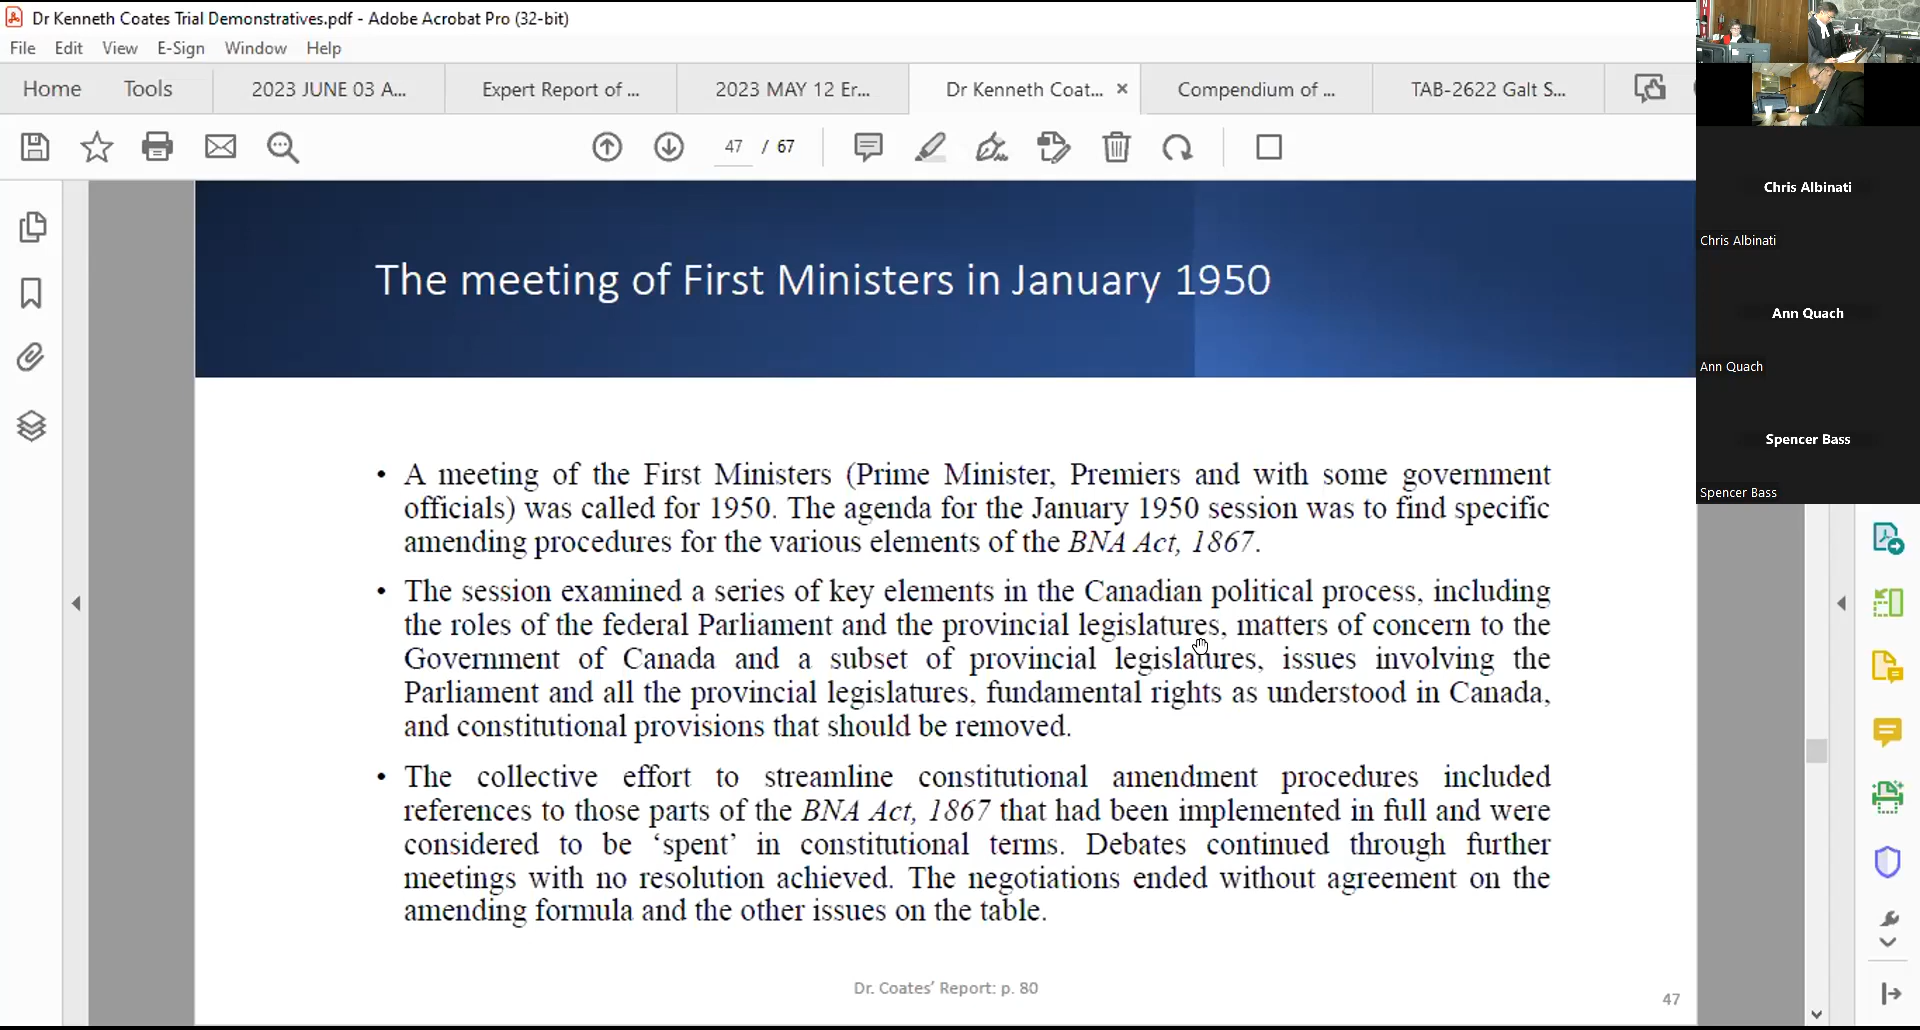 Dr Kenneth Coates Trial Demonstratives.pdf - Adobe Acrobat Pro (32-bit)
File Edit View E-Sign Window Help
Home Tools 2023 JUNE 03 A... Expert Report of ... 2023 MAY 12 Er... Dr Kenneth Coat... × Compendium of ... TAB-2622 Galt S...
47 / 67
The meeting of First Ministers in January 1950
• A meeting of the First Ministers (Prime Minister, Premiers and with some government
officials) was called for 1950. The agenda for the January 1950 session was to find specific
amending procedures for the various elements of the BNA Act, 1867.
• The session examined a series of key elements in the Canadian political process, including
the roles of the federal Parliament and the provincial legislatures, matters of concern to the
Government of Canada and a subset of provincial legislatures, issues involving the
Parliament and all the provincial legislatures, fundamental rights as understood in Canada,
and constitutional provisions that should be removed.
• The collective effort to streamline constitutional amendment procedures included
references to those parts of the BNA Act, 1867 that had been implemented in full and were
considered to be ‘spent’ in constitutional terms. Debates continued through further
meetings with no resolution achieved. The negotiations ended without agreement on the
amending formula and the other issues on the table.
Dr. Coates’ Report: p. 80
47
Chris Albinati
Chris Albinati
Ann Quach
Ann Quach
Spencer Bass
Spencer Bass